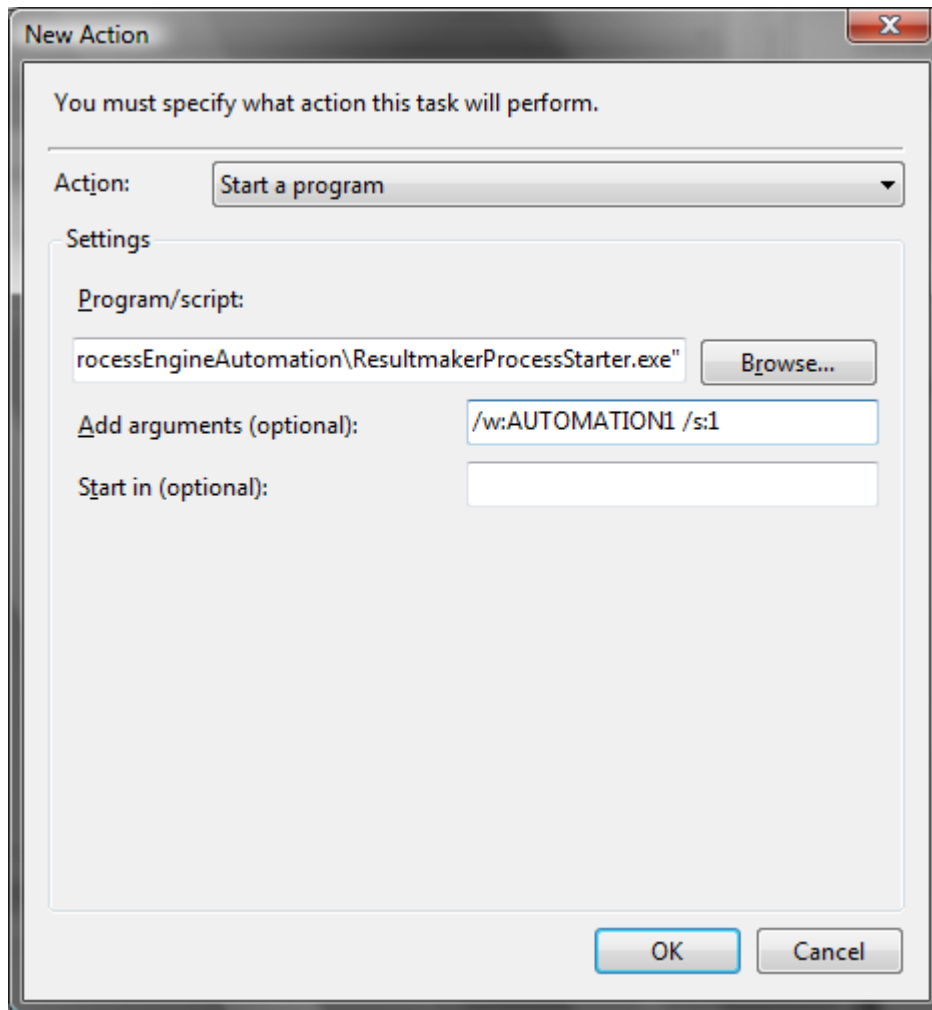 New Action
You must specify what action this task will perform.
Action: Start a program
Settings
Program/script:
rocessEngineAutomation\ResultmakerProcessStarter.exe" Browse...
Add arguments (optional): /w:AUTOMATION1 /s:1
Start in (optional):
OK Cancel